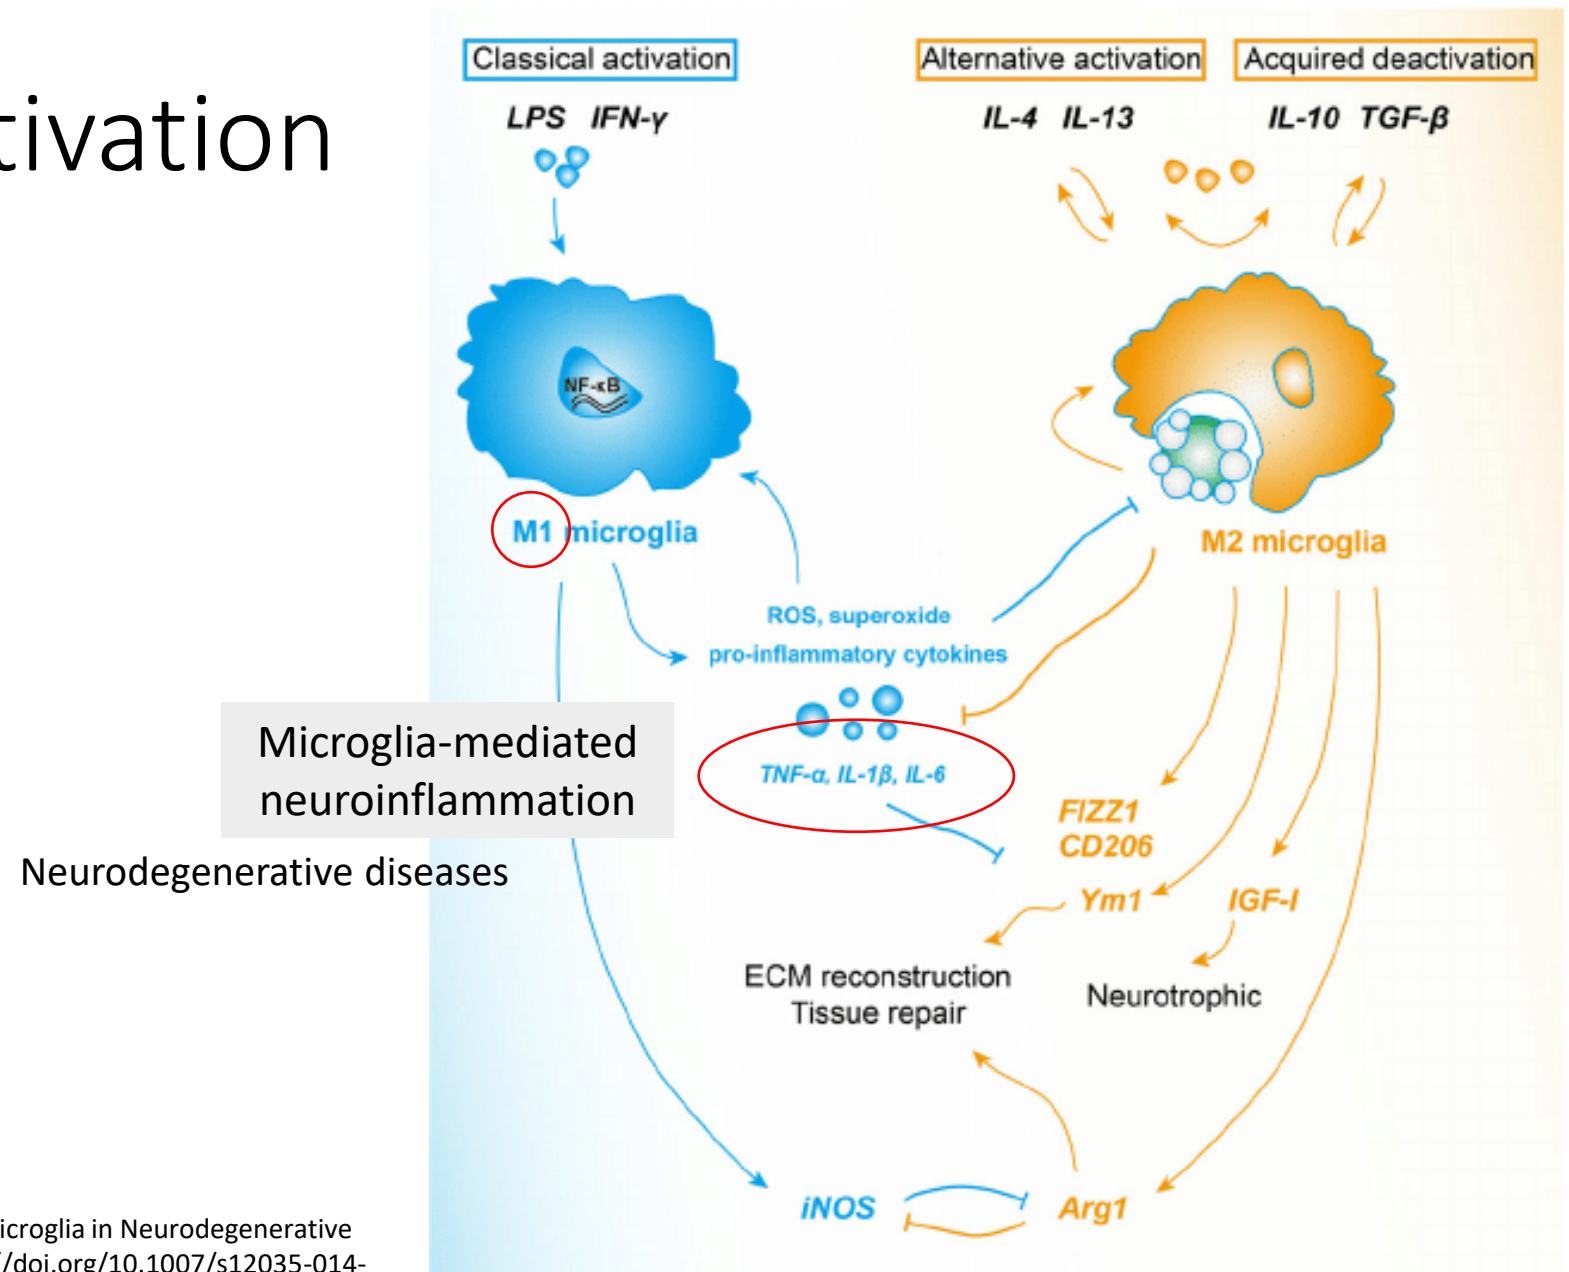 tivation
Classical activation
Alternative activation
Acquired deactivation
LPS IFN-γ
IL-4 IL-13
IL-10 TGF-β
NF-κB
M1 microglia
M2 microglia
ROS, superoxide
pro-inflammatory cytokines
TNF-α, IL-1β, IL-6
Microglia-mediated
neuroinflammation
Neurodegenerative diseases
FIZZ1
CD206
Ym1
IGF-I
ECM reconstruction
Tissue repair
Neurotrophic
iNOS
Arg1
icroglia in Neurodegenerative
//doi.org/10.1007/s12035-014-